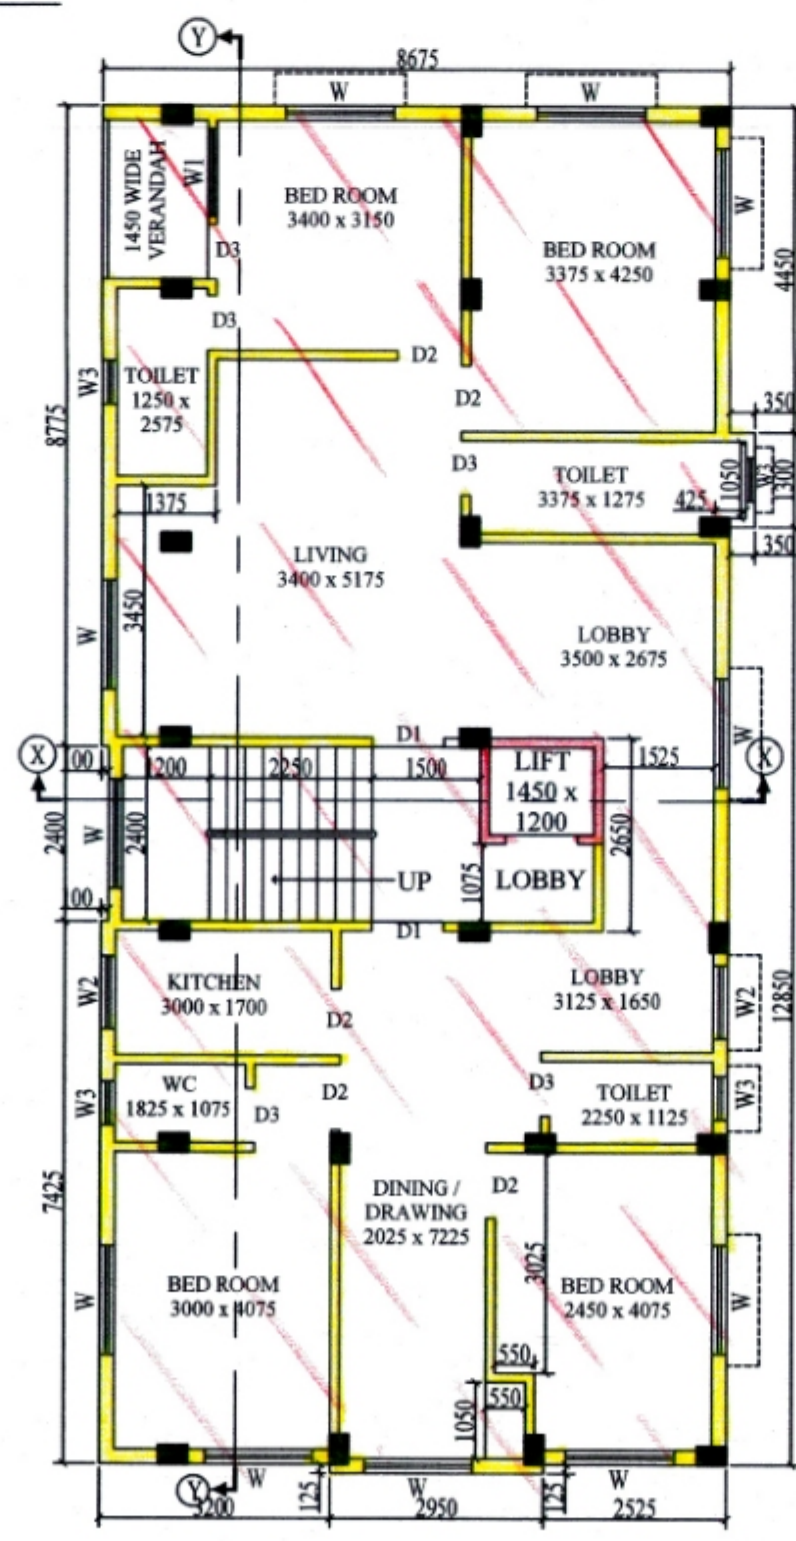 Y
8675
W
W
1450 WIDE
VERANDAH
W1
BED ROOM
3400 x 3150
D3
BED ROOM
3375 x 4250
W
4450
D3
D2
D2
W3
TOILET
1250 x
2575
8775
350
D3
TOILET
3375 x 1275
425
1050
W3
1300
1375
350
LIVING
3400 x 5175
3450
LOBBY
3500 x 2675
W
W
D1
X
X
100
1200
2250
1500
LIFT
1450 x
1200
1525
2400
W
2400
2650
UP
1075
LOBBY
100
D1
KITCHEN
3000 x 1700
W2
LOBBY
3125 x 1650
W2
12850
D2
W3
WC
1825 x 1075
D3
D2
D3
TOILET
2250 x 1125
W3
7425
DINING /
DRAWING
2025 x 7225
D2
3025
BED ROOM
3000 x 4075
BED ROOM
2450 x 4075
W
W
550
550
1050
Y
W
W
W
125
125
3200
2950
2525